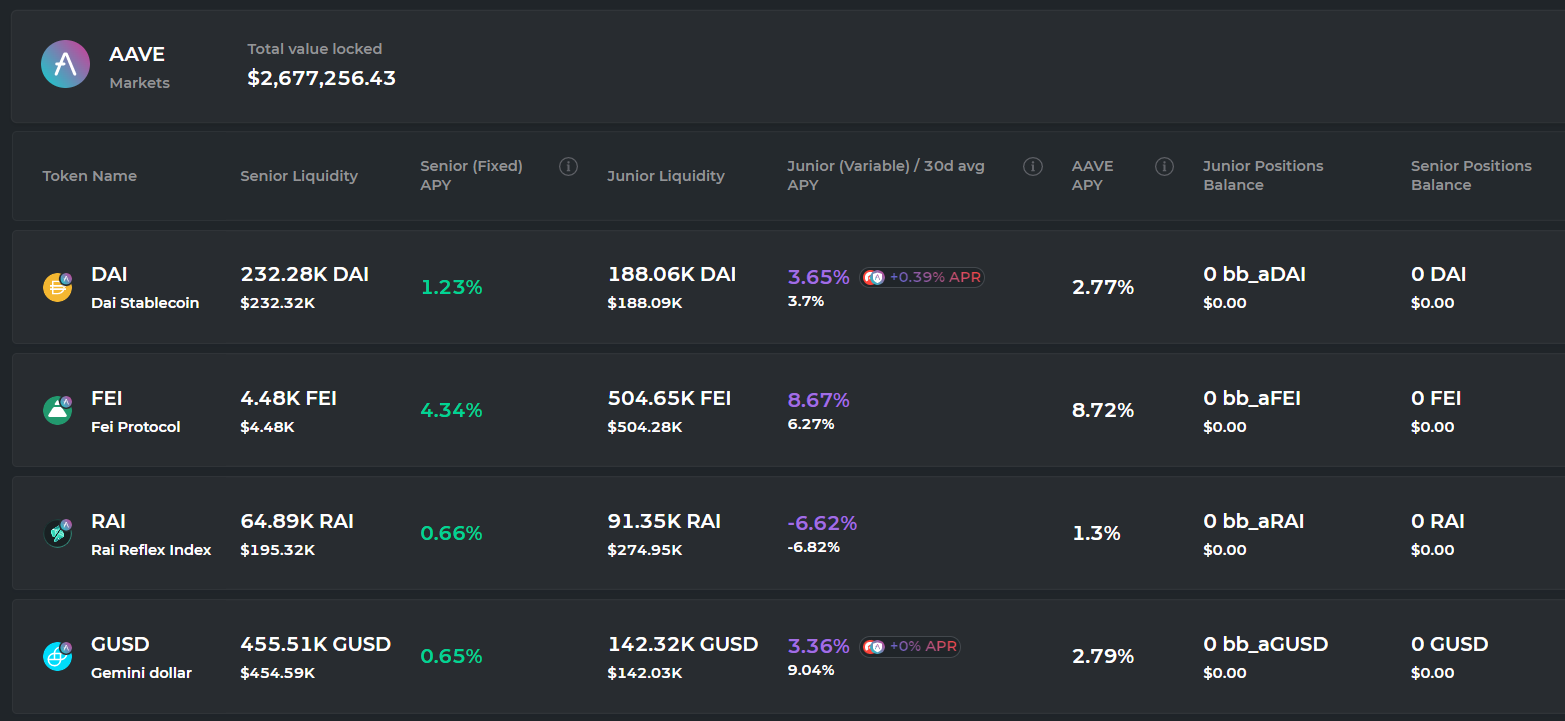 AAVE
Markets
Total value locked
$2,677,256.43
Token Name
Senior Liquidity
Senior (Fixed)
APY
Junior Liquidity
Junior (Variable) / 30d avg
APY
AAVE
APY
Junior Positions
Balance
Senior Positions
Balance
DAI
Dai Stablecoin
232.28K DAI
$232.32K
1.23%
188.06K DAI
$188.09K
3.65% +0.39% APR
3.7%
2.77%
0 bb_aDAI
$0.00
0 DAI
$0.00
FEI
Fei Protocol
4.48K FEI
$4.48K
4.34%
504.65K FEI
$504.28K
8.67%
6.27%
8.72%
0 bb_aFEI
$0.00
0 FEI
$0.00
RAI
Rai Reflex Index
64.89K RAI
$195.32K
0.66%
91.35K RAI
$274.95K
-6.62%
-6.82%
1.3%
0 bb_aRAI
$0.00
0 RAI
$0.00
GUSD
Gemini dollar
455.51K GUSD
$454.59K
0.65%
142.32K GUSD
$142.03K
3.36% +0% APR
9.04%
2.79%
0 bb_aGUSD
$0.00
0 GUSD
$0.00